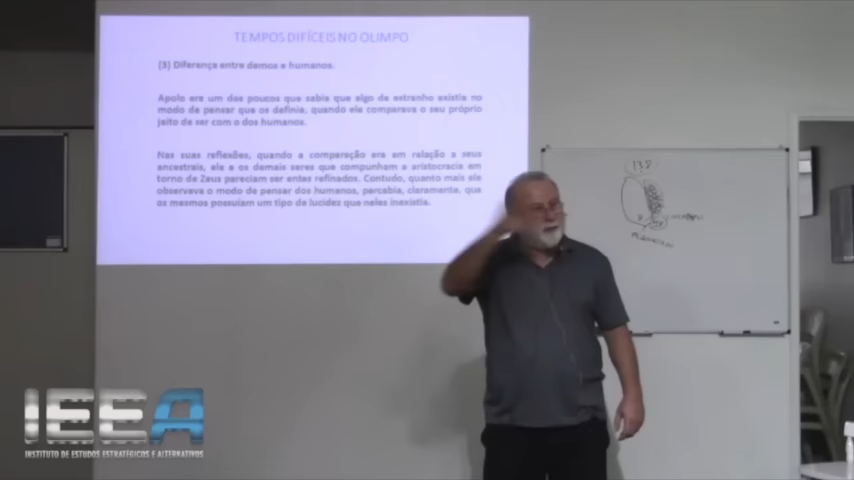 TEMPOS DIFÍCEIS NO OLIMPO
(3) Diferença entre demos e humanos.
Apolo era um dos poucos que sabia que algo de estranho existia no
modo de pensar que os definia, quando ele comparava o seu próprio
jeito de ser com o dos humanos.
Nas suas reflexões, quando a comparação era em relação a seus
ancestrais, ele e os demais seres que compunham a aristocracia em
torno de Zeus pareciam ser entes refinados. Contudo, quanto mais ele
observava o modo de pensar dos humanos, percebia, claramente, que
os mesmos possuíam um tipo de lucidez que neles inexistia.
IEEA
INSTITUTO DE ESTUDOS ESTRATÉGICOS E ALTERNATIVOS